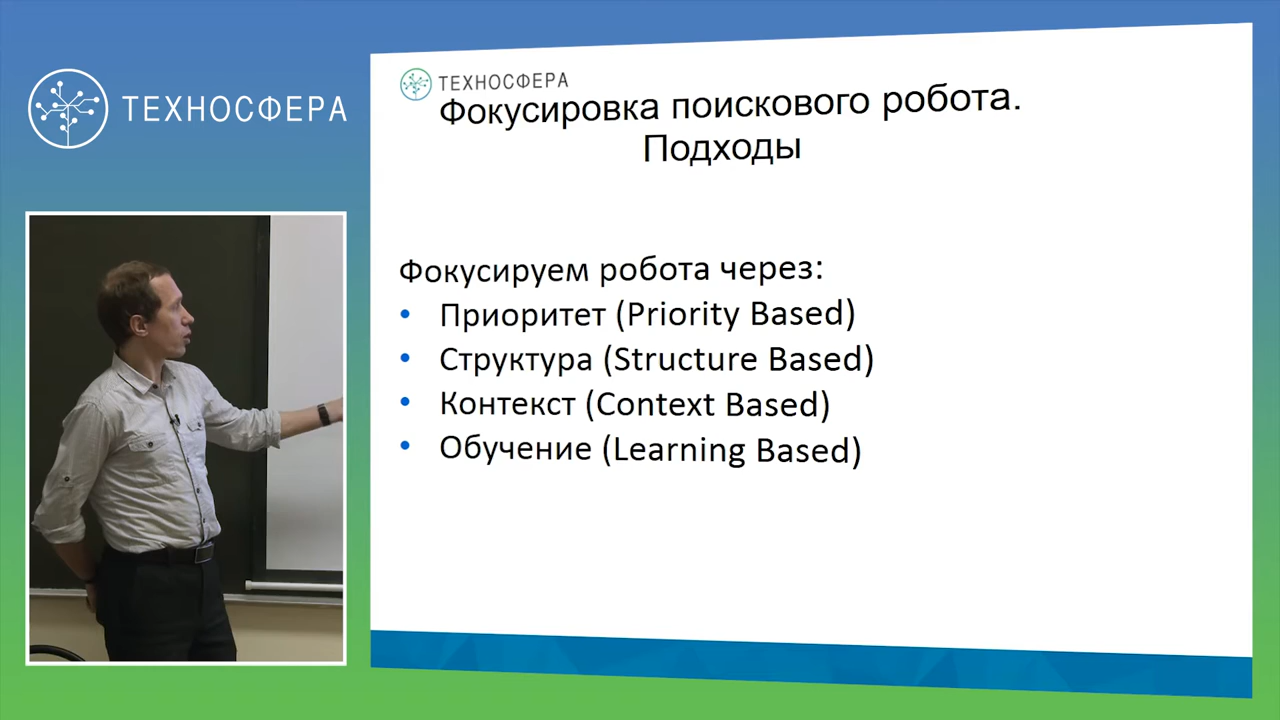 ТЕХНОСФЕРА
ТЕХНОСФЕРА
Фокусировка поискового робота.
Подходы
Фокусируем робота через:
• Приоритет (Priority Based)
• Структура (Structure Based)
• Контекст (Context Based)
• Обучение (Learning Based)